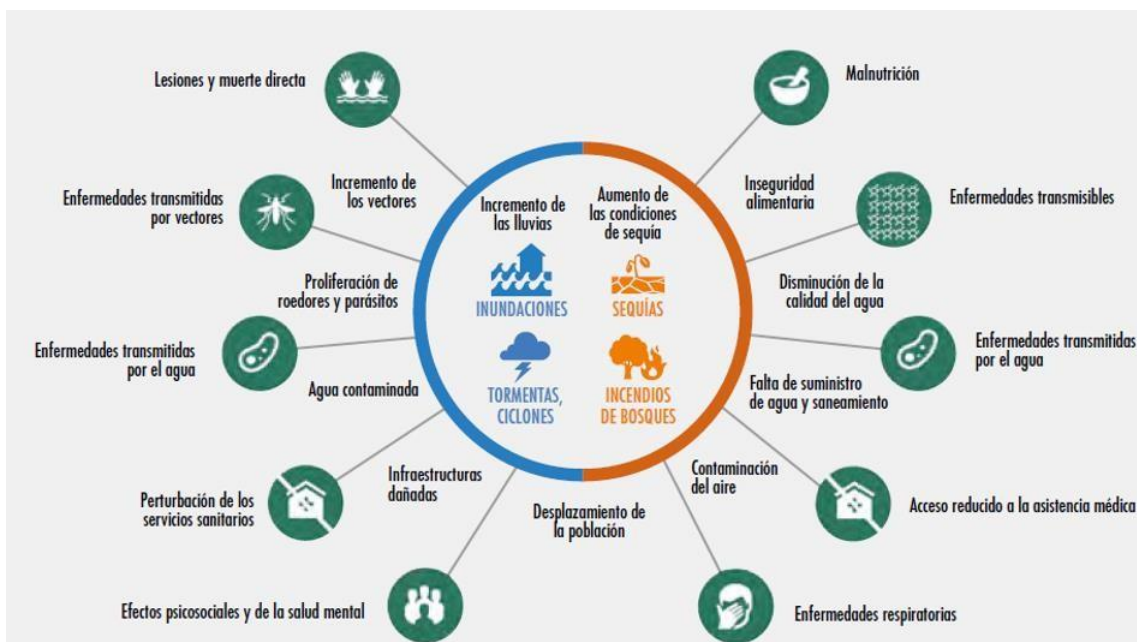 Lesiones y muerte directa
Malnutrición
Enfermedades transmitidas
por vectores
Incremento de
los vectores
Incremento de
las lluvias
Aumento de
las condiciones
de sequía
Inseguridad
alimentaria
Enfermedades transmisibles
Proliferación de
roedores y parásitos
INUNDACIONES
SEQUÍAS
Disminución de la
calidad del agua
Enfermedades transmitidas
por el agua
Agua contaminada
TORMENTAS,
CICLONES
INCENDIOS
DE BOSQUES
Falta de suministro
de agua y saneamiento
Enfermedades transmitidas
por el agua
Perturbación de los
servicios sanitarios
Infraestructuras
dañadas
Desplazamiento de
la población
Contaminación
del aire
Acceso reducido a la asistencia médica
Efectos psicosociales y de la salud mental
Enfermedades respiratorias